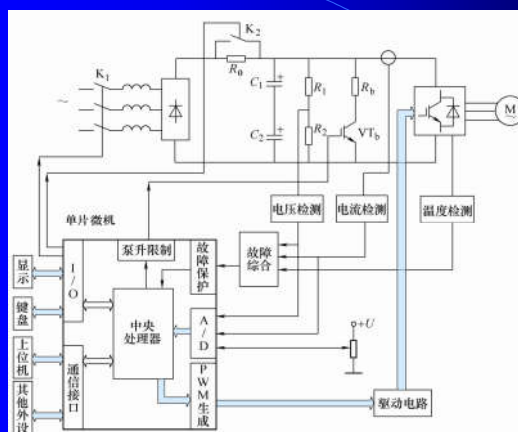 K₂
K₁
R₀
C₁
+
R₁
R_b
~
C₂
+
R₂
VT_b
M
~
电压检测
电流检测
温度检测
单片微机
泵升限制
故障保护
故障综合
显示
I/O
键盘
中央处理器
A/D
+U
上位机
通信接口
PWM生成
驱动电路
其他外设